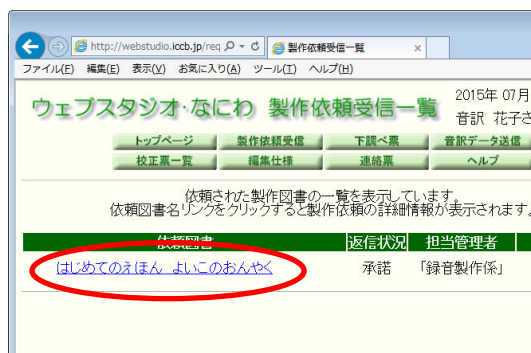 http://webstudio.iccb.jp/req
製作依頼受信一覧
ファイル(F) 編集(E) 表示(V) お気に入り(A) ツール(T) ヘルプ(H)
ウェブスタジオ・なにわ 製作依頼受信一覧
2015年 07月
音訳 花子さ
トップページ 製作依頼受信 下調べ票 音訳データ送信
校正票一覧 編集仕様 連絡票 ヘルプ
依頼された製作図書の一覧を表示しています。
依頼図書名リンクをクリックすると製作依頼の詳細情報が表示されます。
依頼図書 返信状況 担当管理者
はじめてのえほん よいこのおんやく 承諾 「録音製作係」